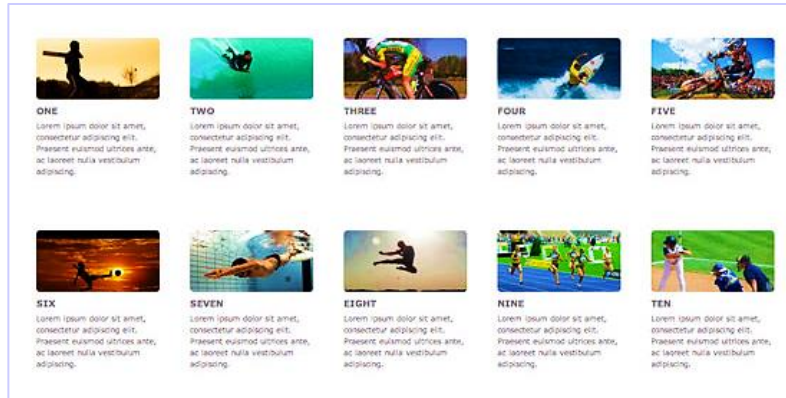 ONE
Lorem ipsum dolor sit amet,
consectetur adipiscing elit.
Praesent euismod ultrices ante,
ac laoreet nulla vestibulum
adipiscing.
TWO
Lorem ipsum dolor sit amet,
consectetur adipiscing elit.
Praesent euismod ultrices ante,
ac laoreet nulla vestibulum
adipiscing.
THREE
Lorem ipsum dolor sit amet,
consectetur adipiscing elit.
Praesent euismod ultrices ante,
ac laoreet nulla vestibulum
adipiscing.
FOUR
Lorem ipsum dolor sit amet,
consectetur adipiscing elit.
Praesent euismod ultrices ante,
ac laoreet nulla vestibulum
adipiscing.
FIVE
Lorem ipsum dolor sit amet,
consectetur adipiscing elit.
Praesent euismod ultrices ante,
ac laoreet nulla vestibulum
adipiscing.
SIX
Lorem ipsum dolor sit amet,
consectetur adipiscing elit.
Praesent euismod ultrices ante,
ac laoreet nulla vestibulum
adipiscing.
SEVEN
Lorem ipsum dolor sit amet,
consectetur adipiscing elit.
Praesent euismod ultrices ante,
ac laoreet nulla vestibulum
adipiscing.
EIGHT
Lorem ipsum dolor sit amet,
consectetur adipiscing elit.
Praesent euismod ultrices ante,
ac laoreet nulla vestibulum
adipiscing.
NINE
Lorem ipsum dolor sit amet,
consectetur adipiscing elit.
Praesent euismod ultrices ante,
ac laoreet nulla vestibulum
adipiscing.
TEN
Lorem ipsum dolor sit amet,
consectetur adipiscing elit.
Praesent euismod ultrices ante,
ac laoreet nulla vestibulum
adipiscing.